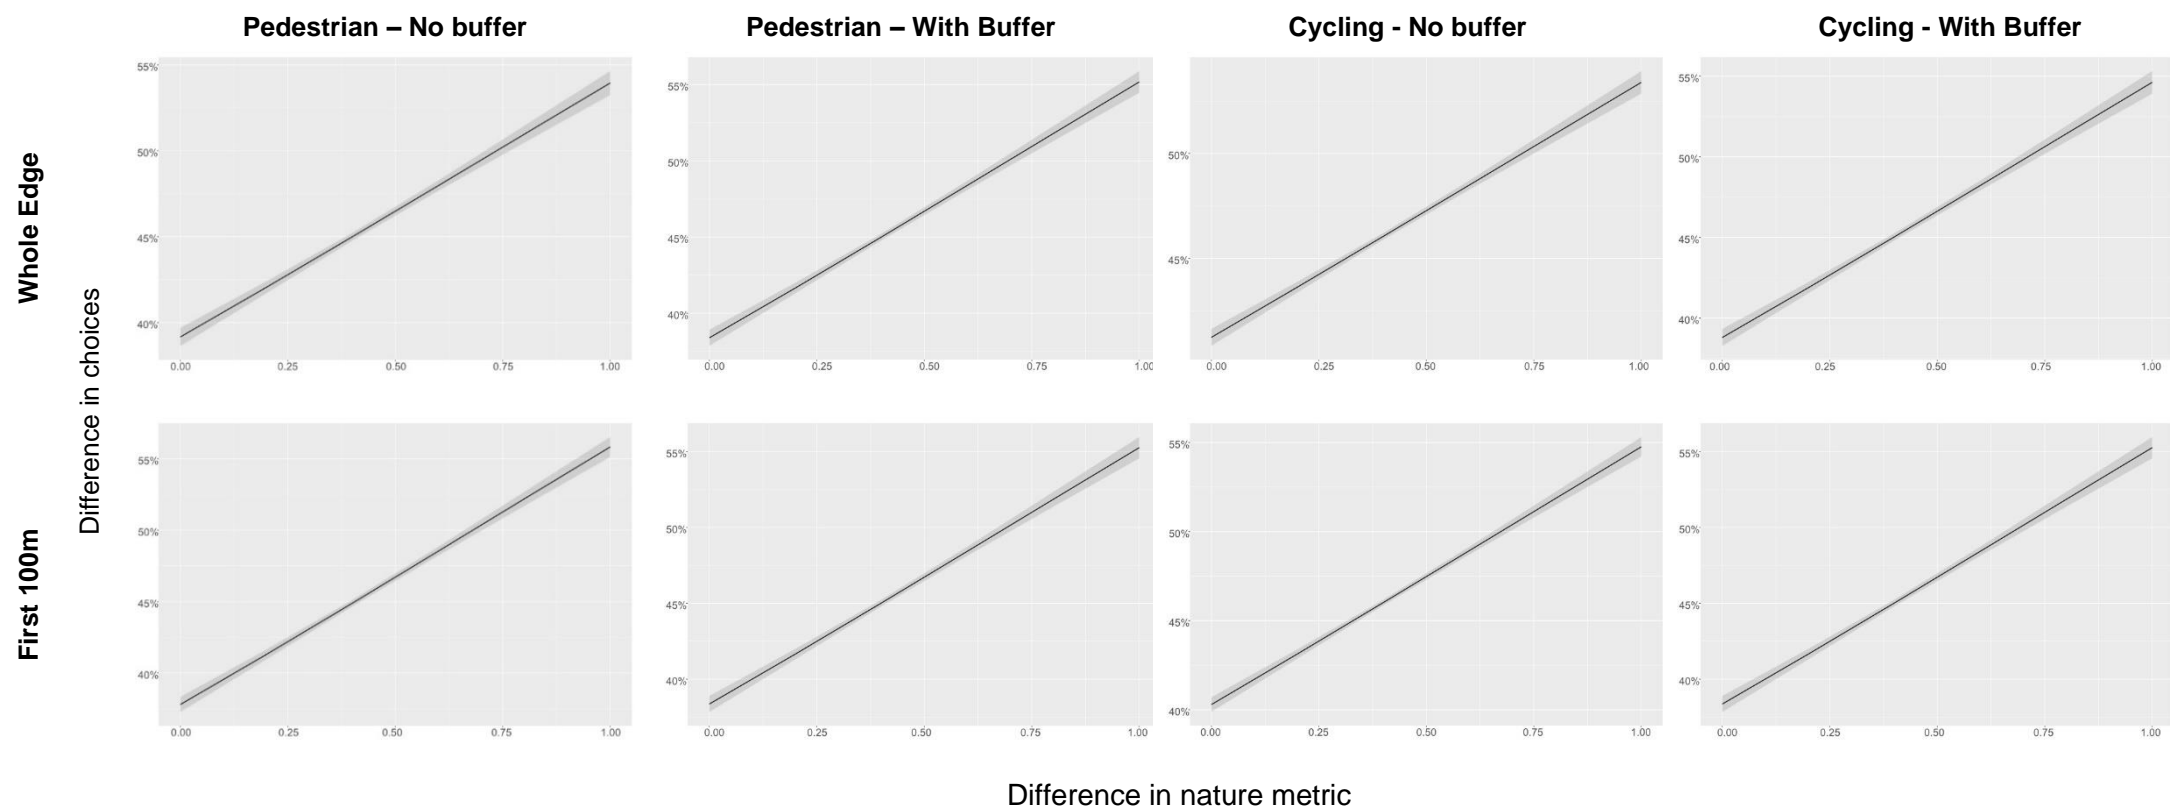 Pedestrian – No buffer
Pedestrian – With Buffer
Cycling - No buffer
Cycling - With Buffer
Whole Edge
First 100m
Difference in choices
55%
50%
45%
40%
0.00 0.25 0.50 0.75 1.00
55%
50%
45%
40%
0.00 0.25 0.50 0.75 1.00
50%
45%
0.00 0.25 0.50 0.75 1.00
55%
50%
45%
40%
0.00 0.25 0.50 0.75 1.00
55%
50%
45%
40%
0.00 0.25 0.50 0.75 1.00
55%
50%
45%
40%
0.00 0.25 0.50 0.75 1.00
55%
50%
45%
40%
0.00 0.25 0.50 0.75 1.00
55%
50%
45%
40%
0.00 0.25 0.50 0.75 1.00
Difference in nature metric